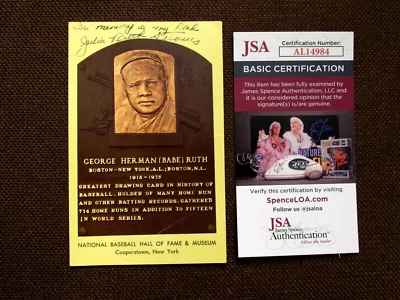 In memory of my Dad
Julia Ruth Stevens
GEORGE HERMAN (BABE) RUTH
BOSTON-NEW YORK, A.L.; BOSTON, N.L.
1915-1935
GREATEST DRAWING CARD IN HISTORY OF
BASEBALL. HOLDER OF MANY HOME RUN
AND OTHER BATTING RECORDS. GATHERED
714 HOME RUNS IN ADDITION TO FIFTEEN
IN WORLD SERIES.
NATIONAL BASEBALL HALL OF FAME & MUSEUM
Cooperstown, New York
JSA
Certification Number:
AL14984
BASIC CERTIFICATION
This item has been fully examined by
James Spence Authentication, LLC and
it is our considered opinion that the
signature(s) is/are genuine.
Verify this certification by visiting
SpenceLOA.com
Follow us @jsaloa
JSA
James Spence
Authentication
follow the leader